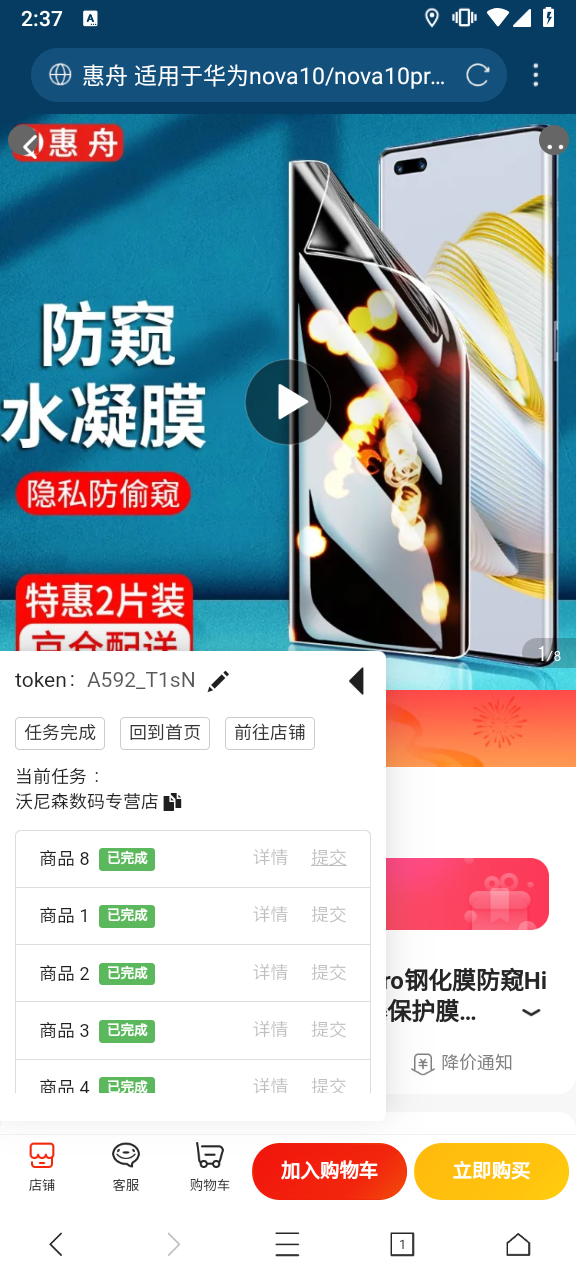 2:37
A
惠舟 适用于华为nova10/nova10pr...
惠舟
防窥
水凝膜
隐私防偷窥
特惠2片装
京仓配送
1/8
token: A592_T1sN
任务完成 回到首页 前往店铺
当前任务：
沃尼森数码专营店
商品 8 已完成 详情 提交
商品 1 已完成 详情 提交
商品 2 已完成 详情 提交
商品 3 已完成 详情 提交
商品 4 已完成 详情 提交
ro钢化膜防窥Hi
保护膜...
降价通知
店铺 客服 购物车 加入购物车 立即购买
1